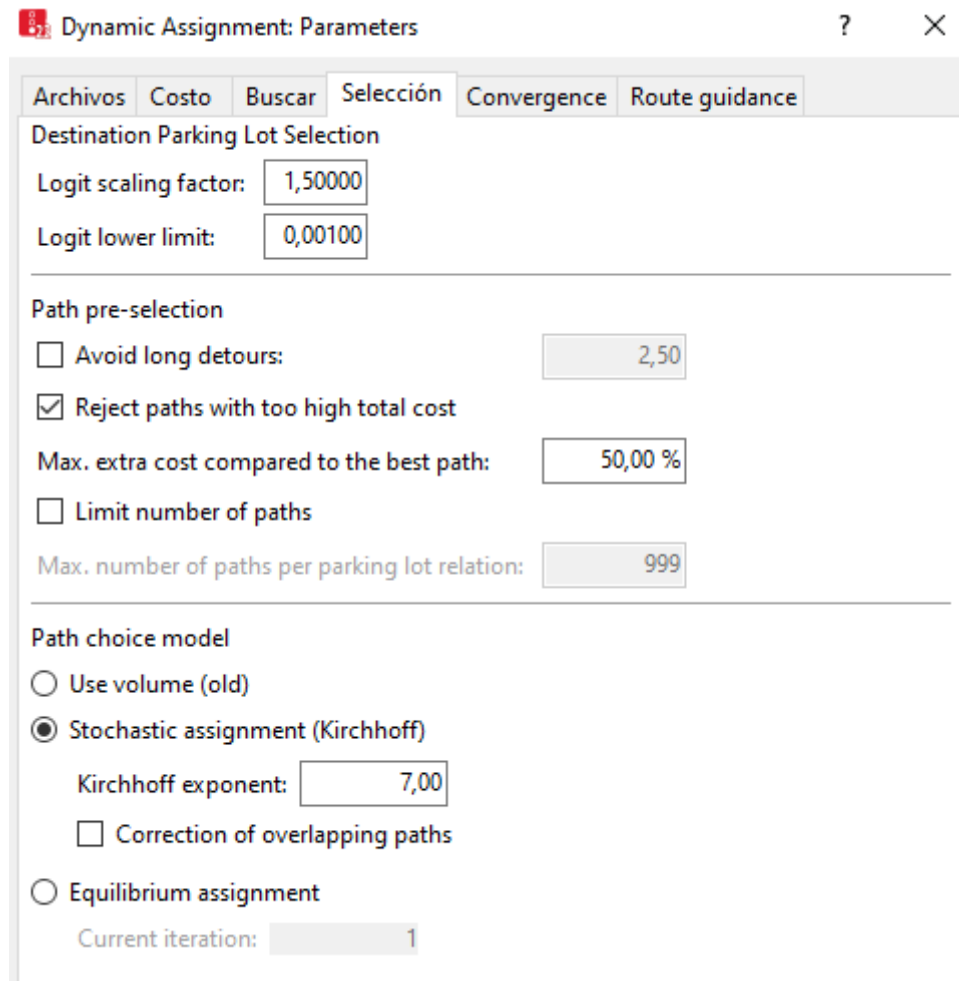 Dynamic Assignment: Parameters ? ×
Archivos Costo Buscar Selección Convergence Route guidance
Destination Parking Lot Selection
Logit scaling factor: 1,50000
Logit lower limit: 0,00100
Path pre-selection
Avoid long detours: 2,50
Reject paths with too high total cost
Max. extra cost compared to the best path: 50,00 %
Limit number of paths
Max. number of paths per parking lot relation: 999
Path choice model
Use volume (old)
Stochastic assignment (Kirchhoff)
Kirchhoff exponent: 7,00
Correction of overlapping paths
Equilibrium assignment
Current iteration: 1